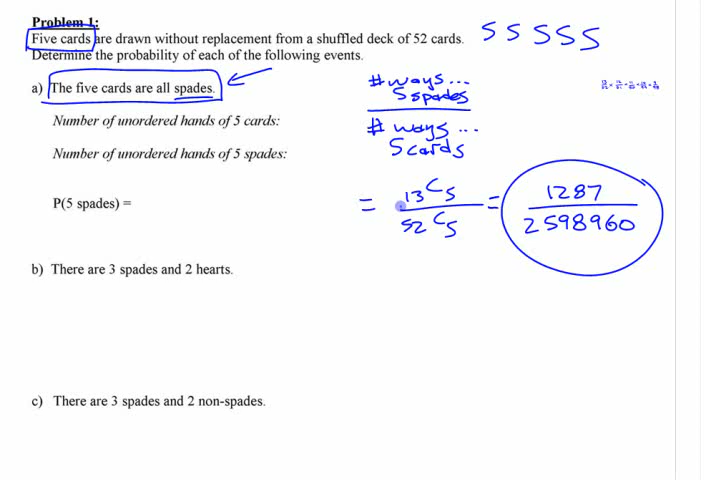 Problem 1:
Five cards are drawn without replacement from a shuffled deck of 52 cards.
Determine the probability of each of the following events.
S S S S S
a) The five cards are all spades.
# ways...
5 spades
# ways...
5 cards
Number of unordered hands of 5 cards:
Number of unordered hands of 5 spades:
P(5 spades) =
= 13C5 / 52C5 = 1287 / 2598960
b) There are 3 spades and 2 hearts.
c) There are 3 spades and 2 non-spades.